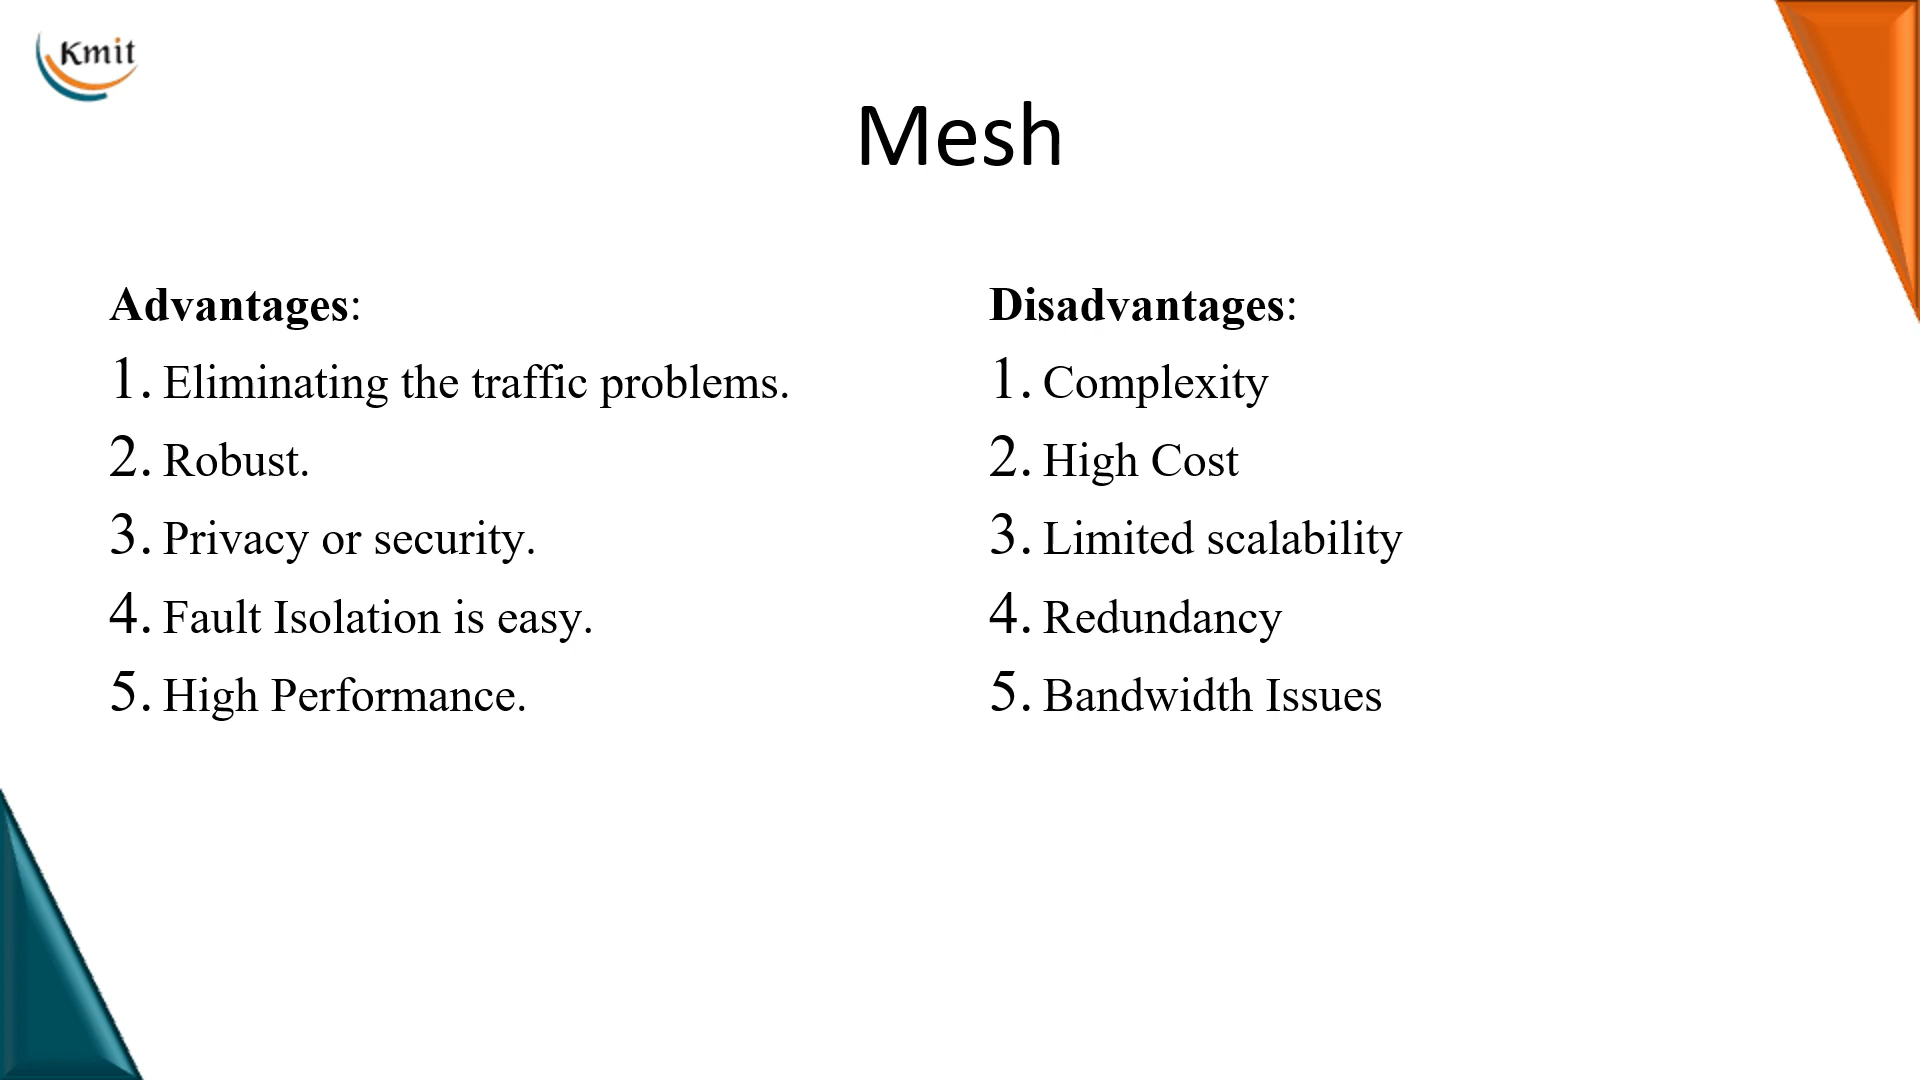 Kmit
Mesh
Advantages:
1. Eliminating the traffic problems.
2. Robust.
3. Privacy or security.
4. Fault Isolation is easy.
5. High Performance.
Disadvantages:
1. Complexity
2. High Cost
3. Limited scalability
4. Redundancy
5. Bandwidth Issues